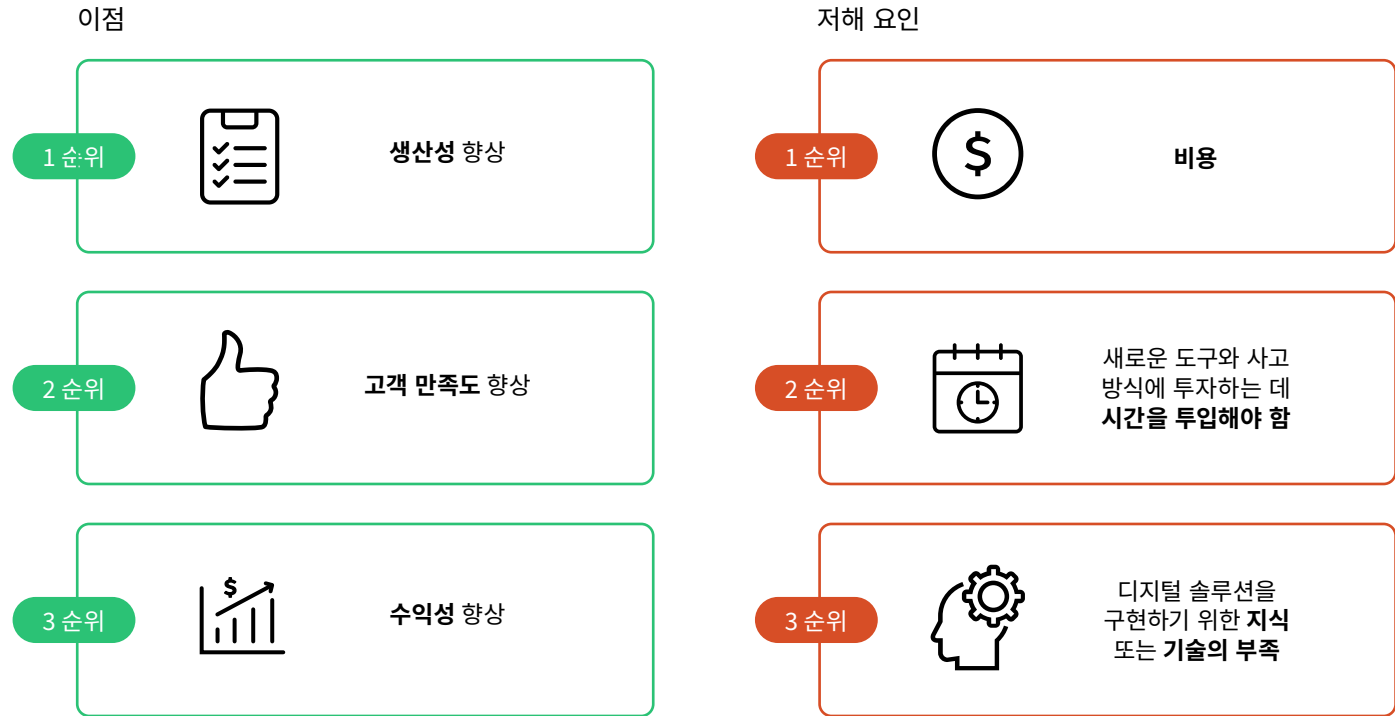 이점
1 순위
생산성 향상
2 순위
고객 만족도 향상
3 순위
$
수익성 향상
저해 요인
1 순위
$
비용
2 순위
새로운 도구와 사고
방식에 투자하는 데
시간을 투입해야 함
3 순위
디지털 솔루션을
구현하기 위한 지식
또는 기술의 부족